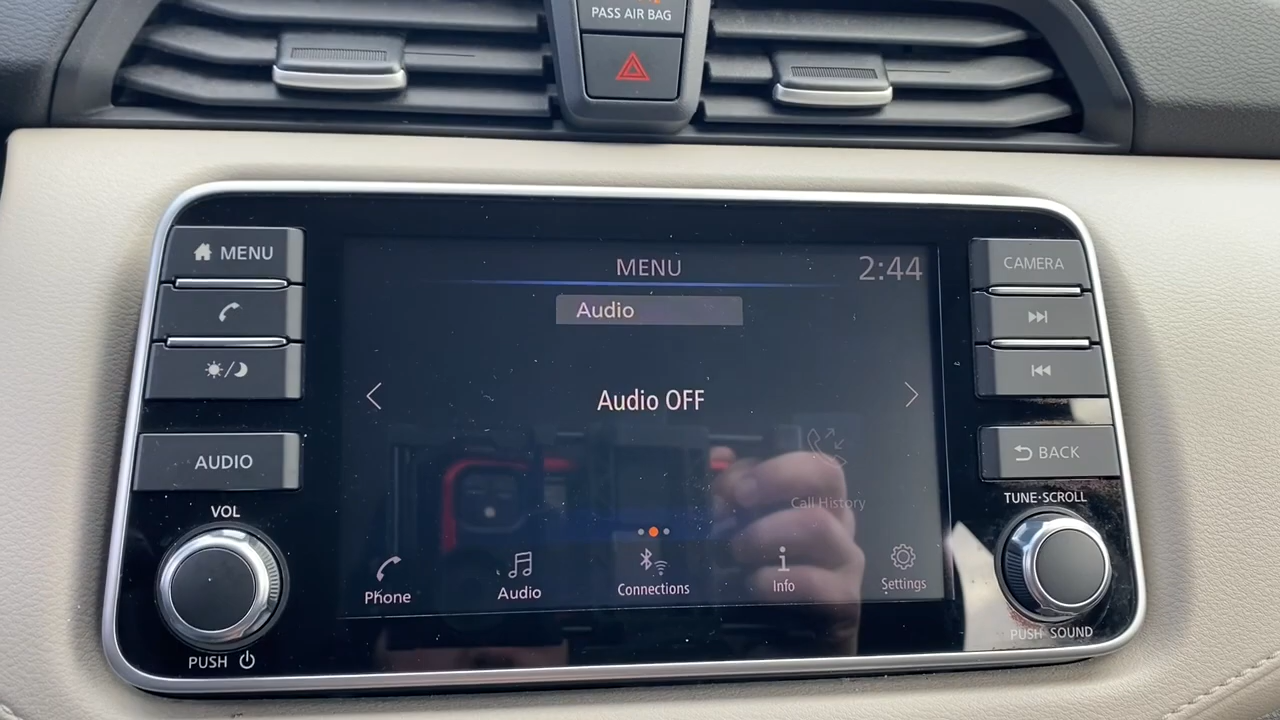 PASS AIR BAG
MENU
MENU
2:44
CAMERA
Audio
Audio OFF
AUDIO
BACK
VOL
TUNE·SCROLL
Call History
Phone
Audio
Connections
Info
Settings
PUSH
PUSH SOUND